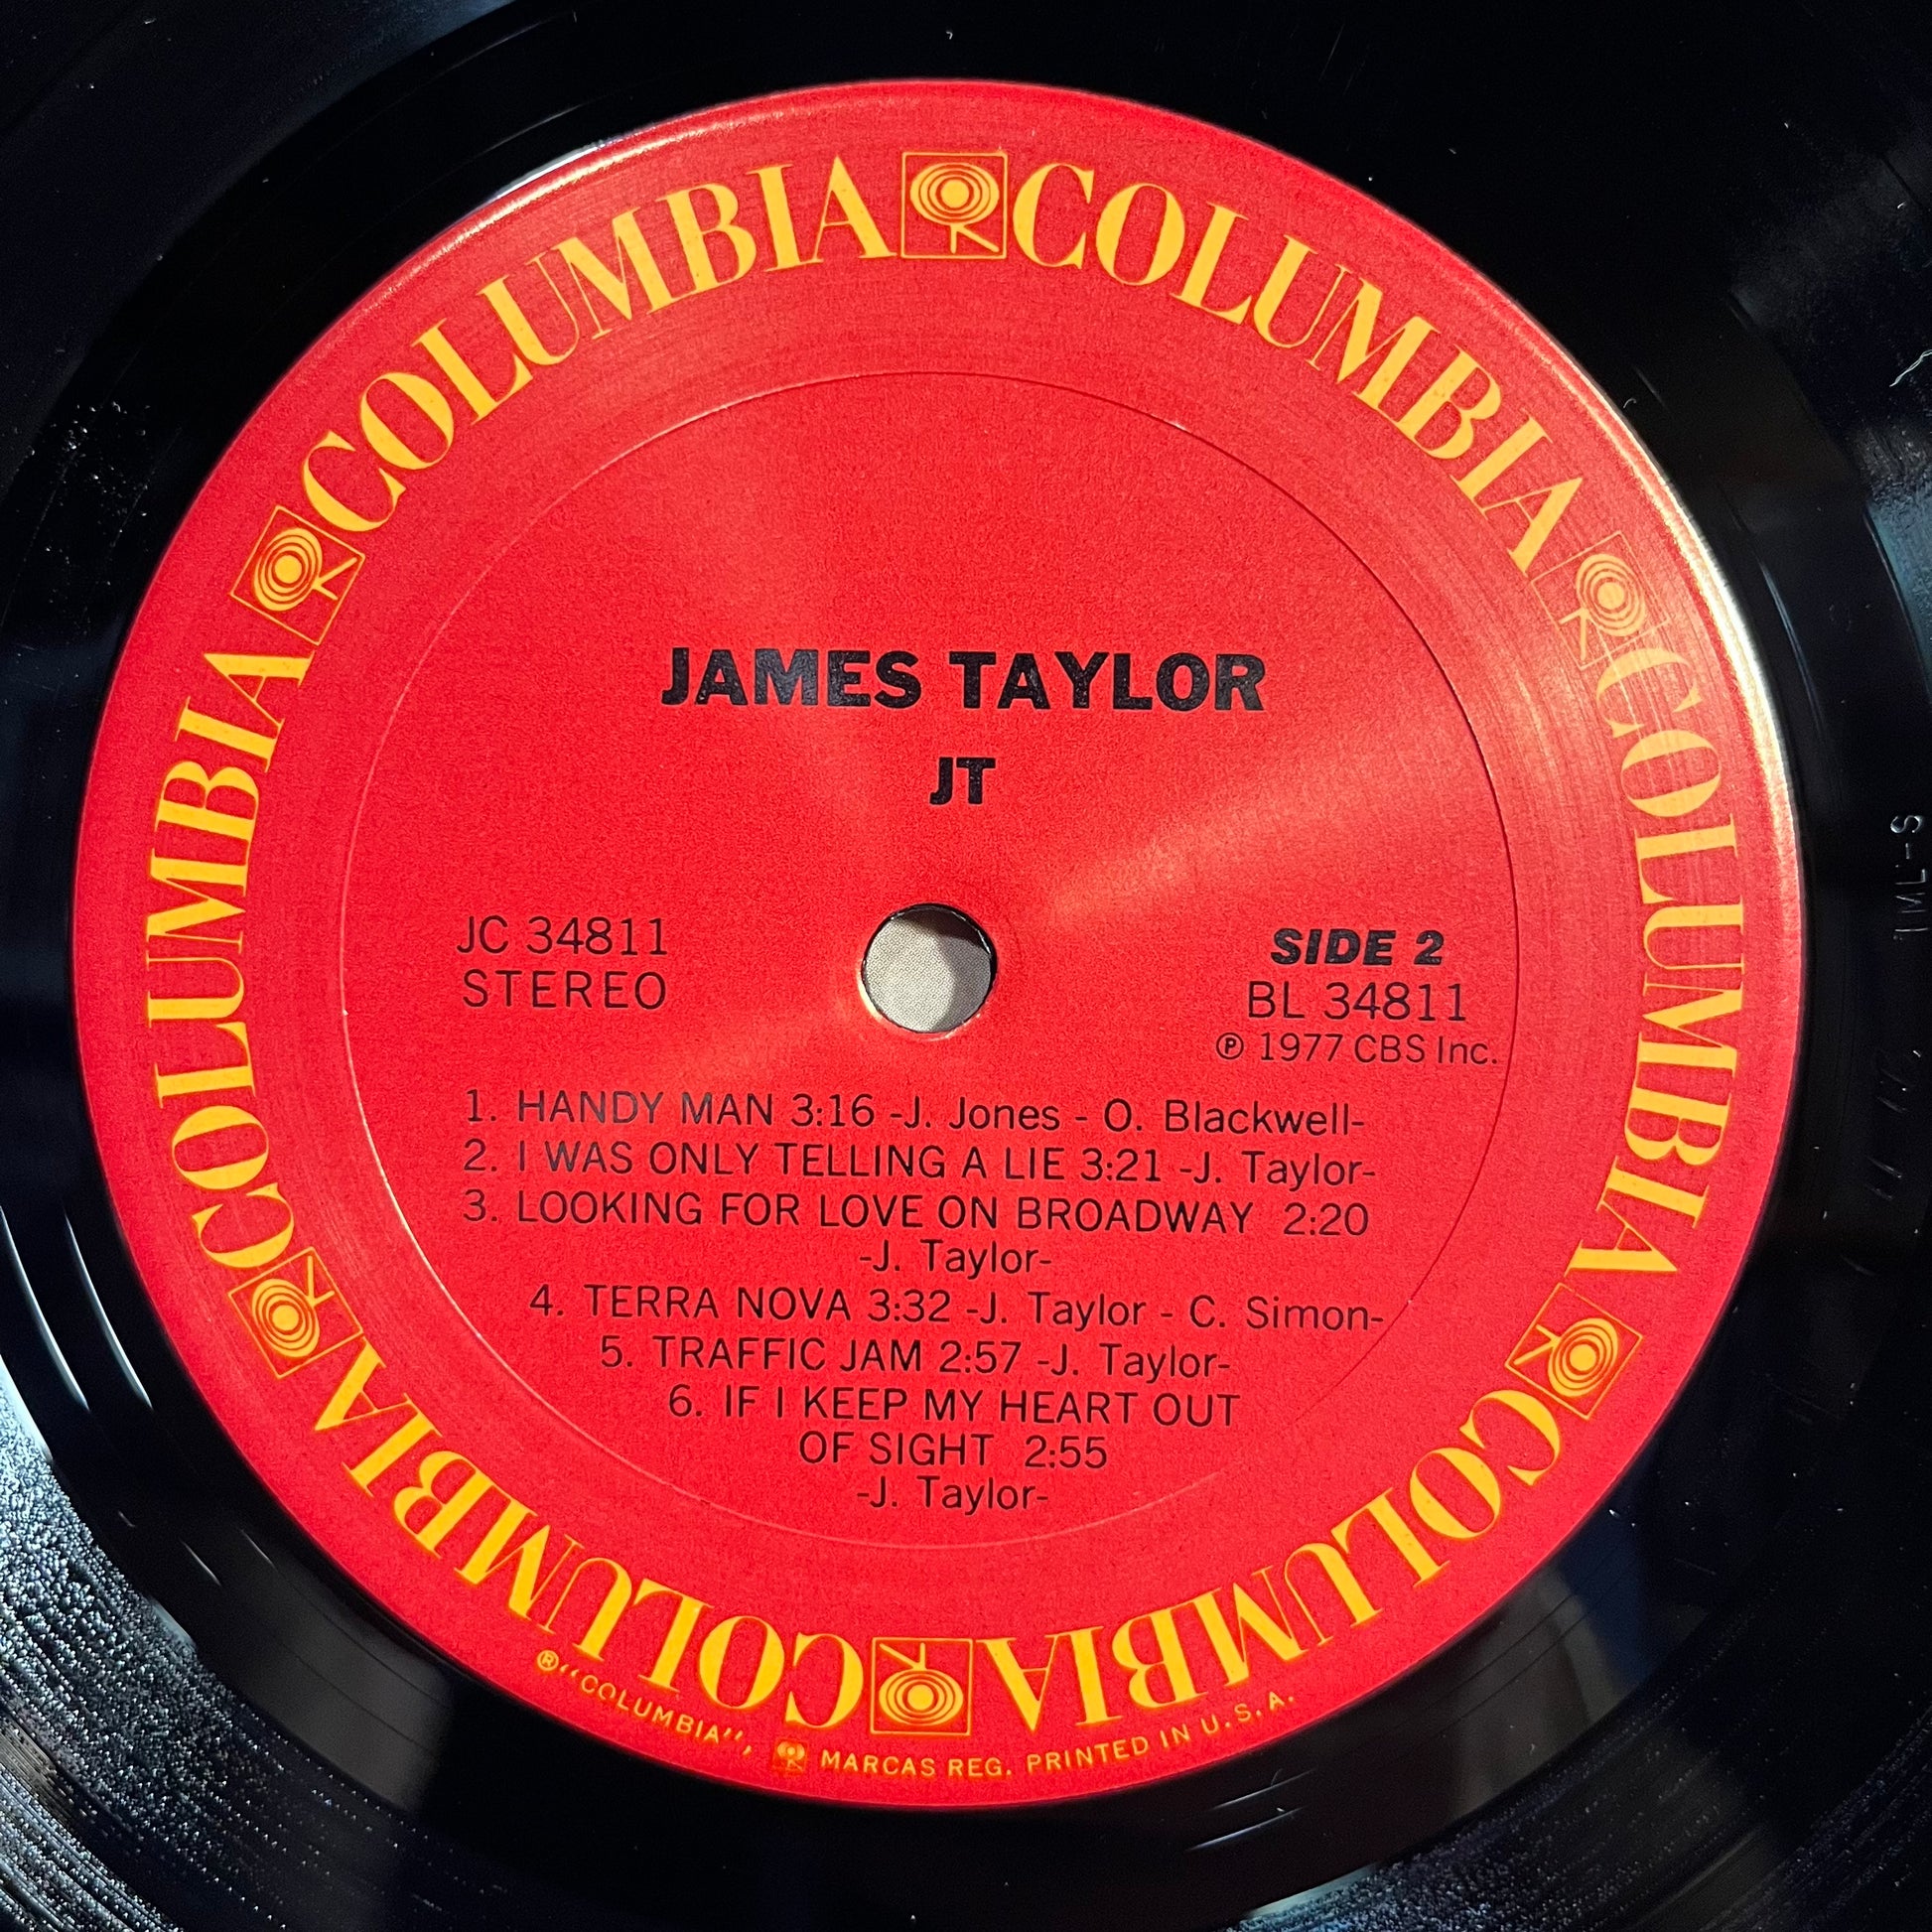 COLUMBIA COLUMBIA COLUMBIA COLUMBIA COLUMBIA COLUMBIA
JAMES TAYLOR
JT
JC 34811
STEREO
SIDE 2
BL 34811
Ⓟ 1977 CBS Inc.
1. HANDY MAN 3:16 -J. Jones - O. Blackwell-
2. I WAS ONLY TELLING A LIE 3:21 -J. Taylor-
3. LOOKING FOR LOVE ON BROADWAY 2:20
-J. Taylor-
4. TERRA NOVA 3:32 -J. Taylor - C. Simon-
5. TRAFFIC JAM 2:57 -J. Taylor-
6. IF I KEEP MY HEART OUT
OF SIGHT 2:55
-J. Taylor-
® "COLUMBIA", MARCAS REG. PRINTED IN U.S.A.